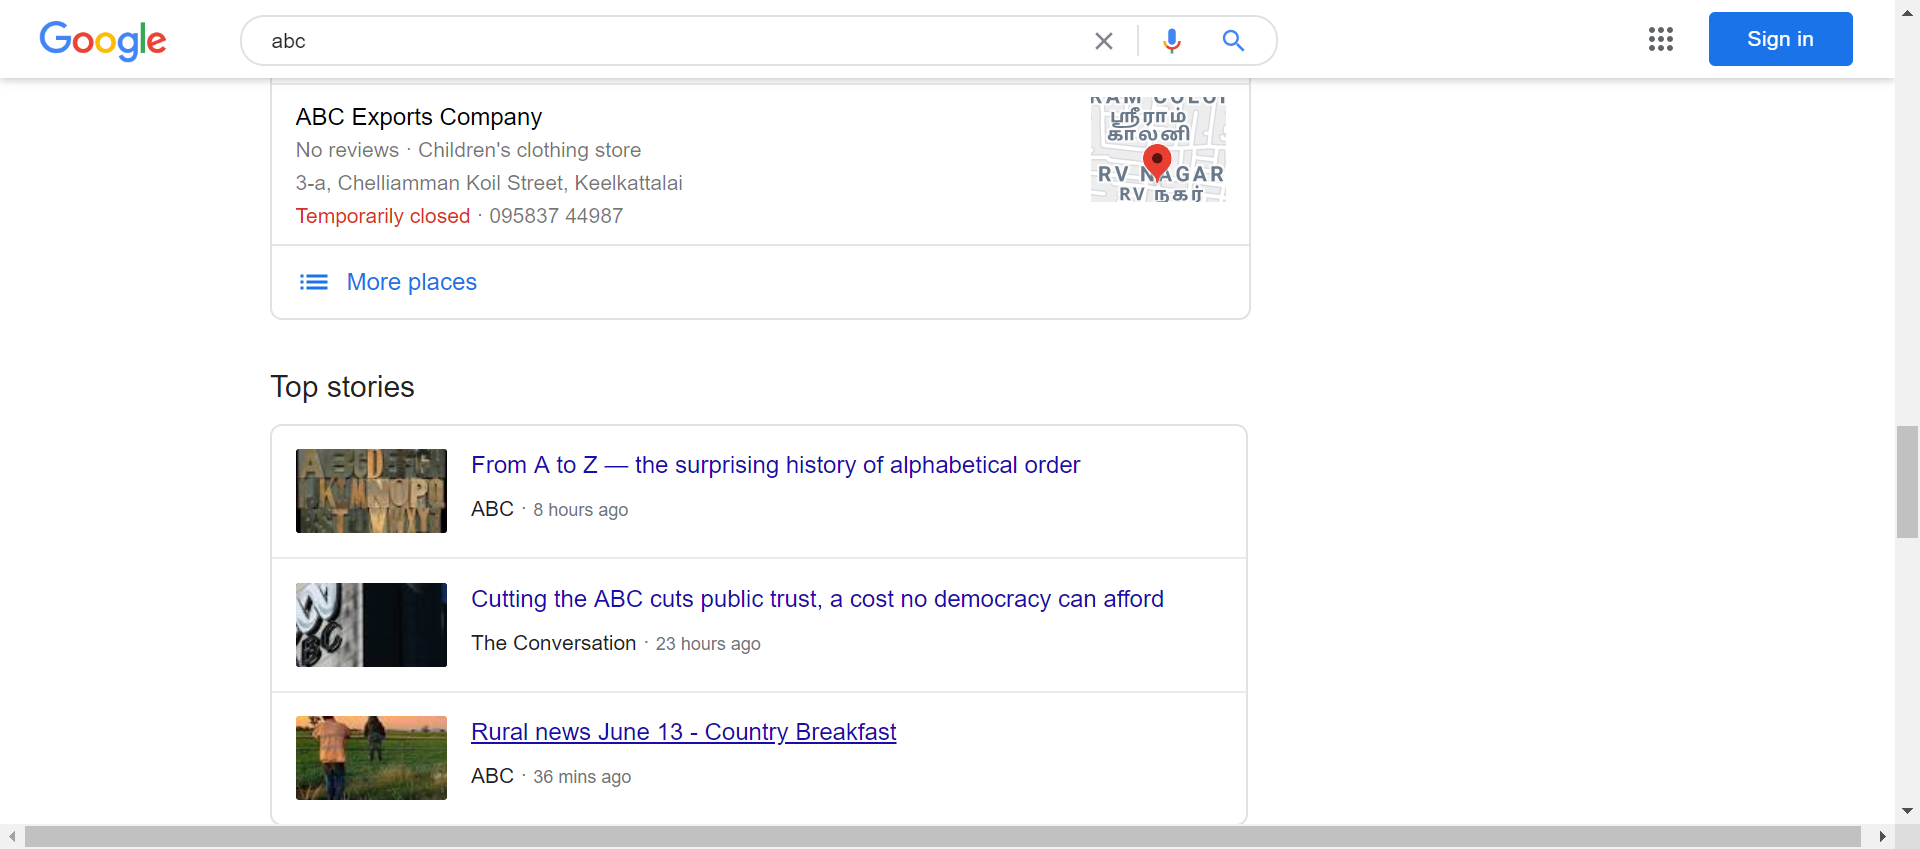 Google
abc
Sign in
ABC Exports Company
ஸ்ரீராம்
காலனி
No reviews · Children's clothing store
RV NAGAR
RV நகர்
3-a, Chelliamman Koil Street, Keelkattalai
Temporarily closed · 095837 44987
More places
Top stories
From A to Z — the surprising history of alphabetical order
ABC · 8 hours ago
Cutting the ABC cuts public trust, a cost no democracy can afford
The Conversation · 23 hours ago
Rural news June 13 - Country Breakfast
ABC · 36 mins ago